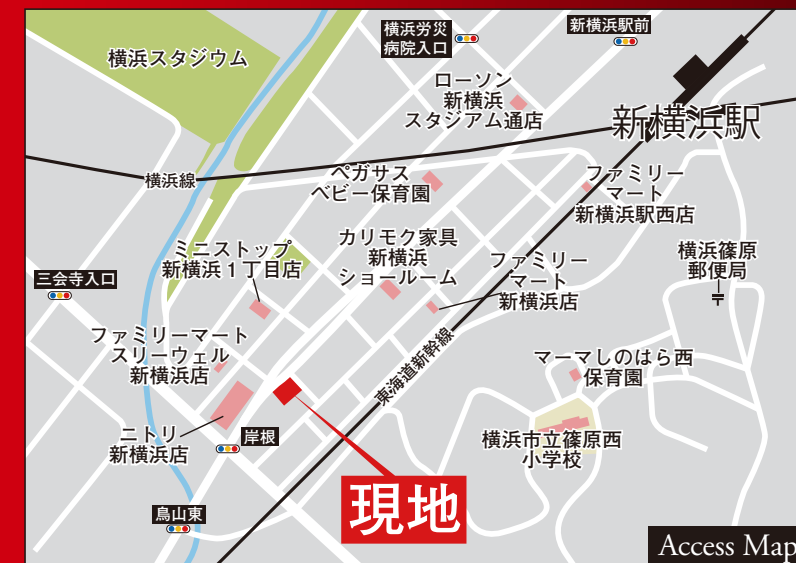 横浜労災
病院入口
新横浜駅前
横浜スタジウム
ローソン
新横浜
スタジアム通店
新横浜駅
横浜線
ペガサス
ベビー保育園
ファミリー
マート
新横浜駅西店
ミニストップ
新横浜1丁目店
カリモク家具
新横浜
ショールーム
ファミリー
マート
新横浜店
横浜篠原
郵便局
〒
三会寺入口
ファミリーマート
スリーウェル
新横浜店
東海道新幹線
マーマしのはら西
保育園
ニトリ
新横浜店
岸根
横浜市立篠原西
小学校
鳥山東
現地
Access Map